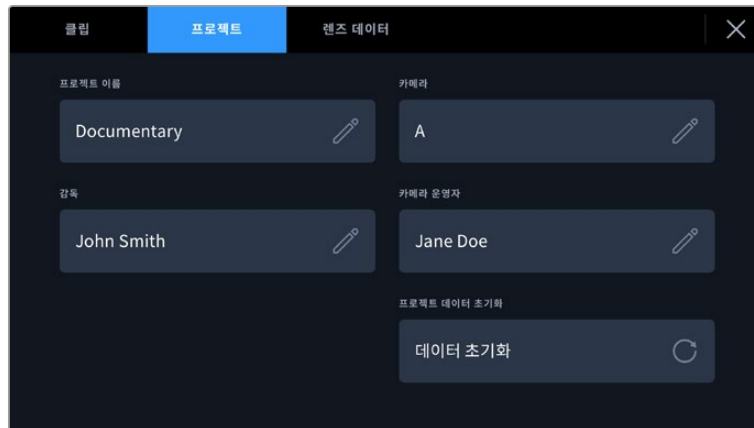 클립 프로젝트 렌즈 데이터
프로젝트 이름 카메라
Documentary A
감독 카메라 운영자
John Smith Jane Doe
프로젝트 데이터 초기화
데이터 초기화